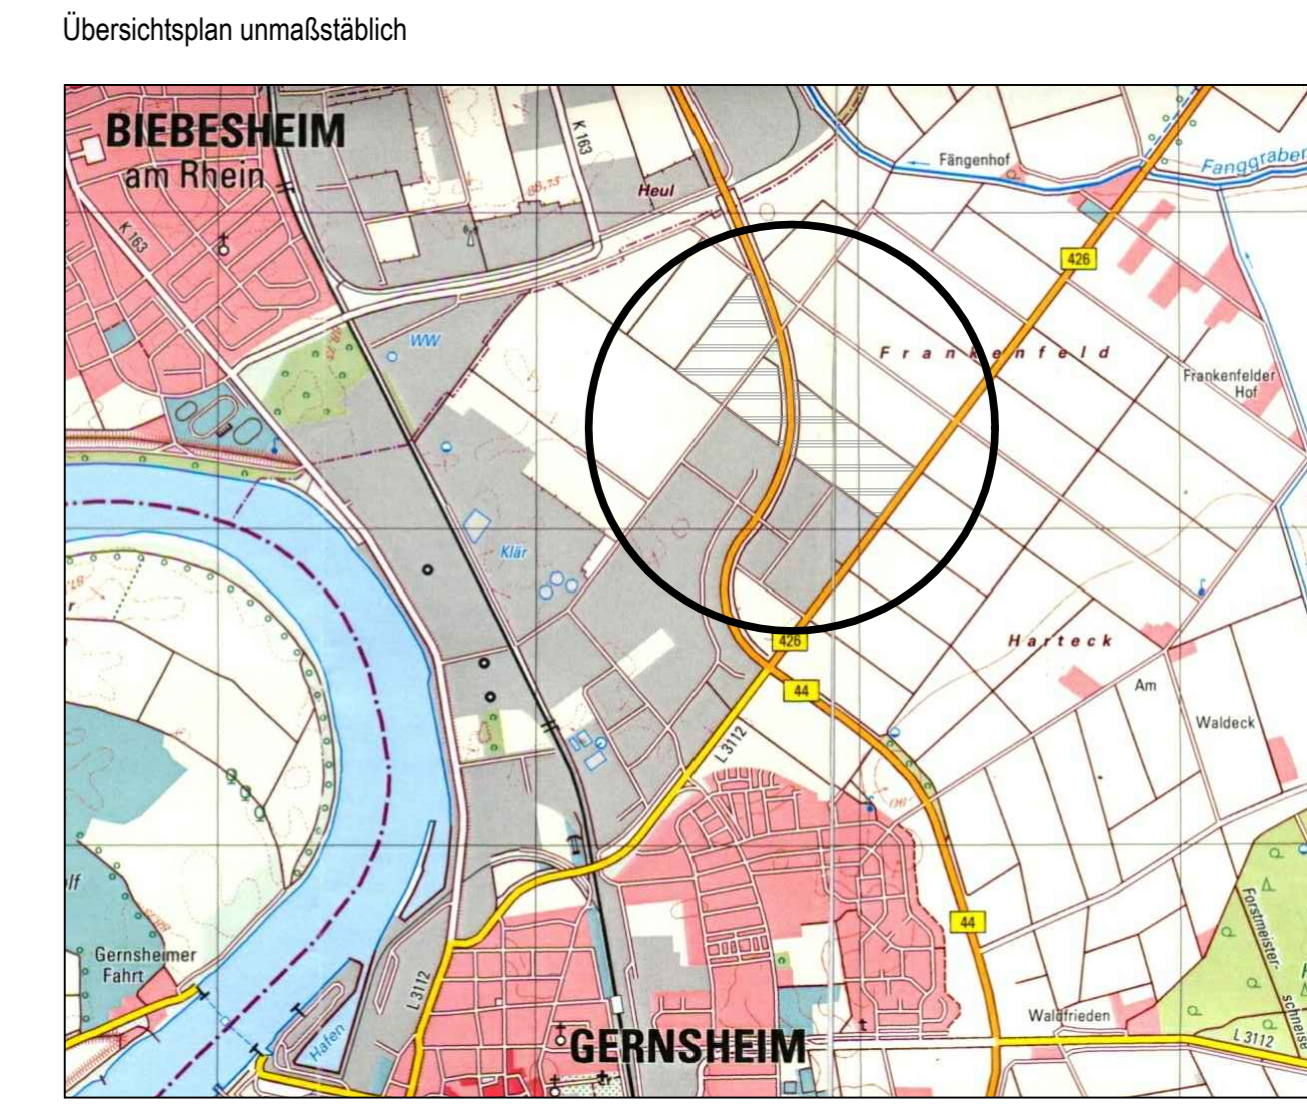 Übersichtsplan unmaßstäblich
BIEBESHEIM
am Rhein
K 163
K 163
Heul
Fängenhof
Fanggraben
426
WW
Frankenfeld
Frankenfelder
Hof
Klär
Harteck
426
44
Am
Waldeck
L 3112
44
Gernsheimer
Fahrt
L 3112
Hafen
GERNSHEIM
Waldfrieden
Forstmeister-
schneise
L 3112